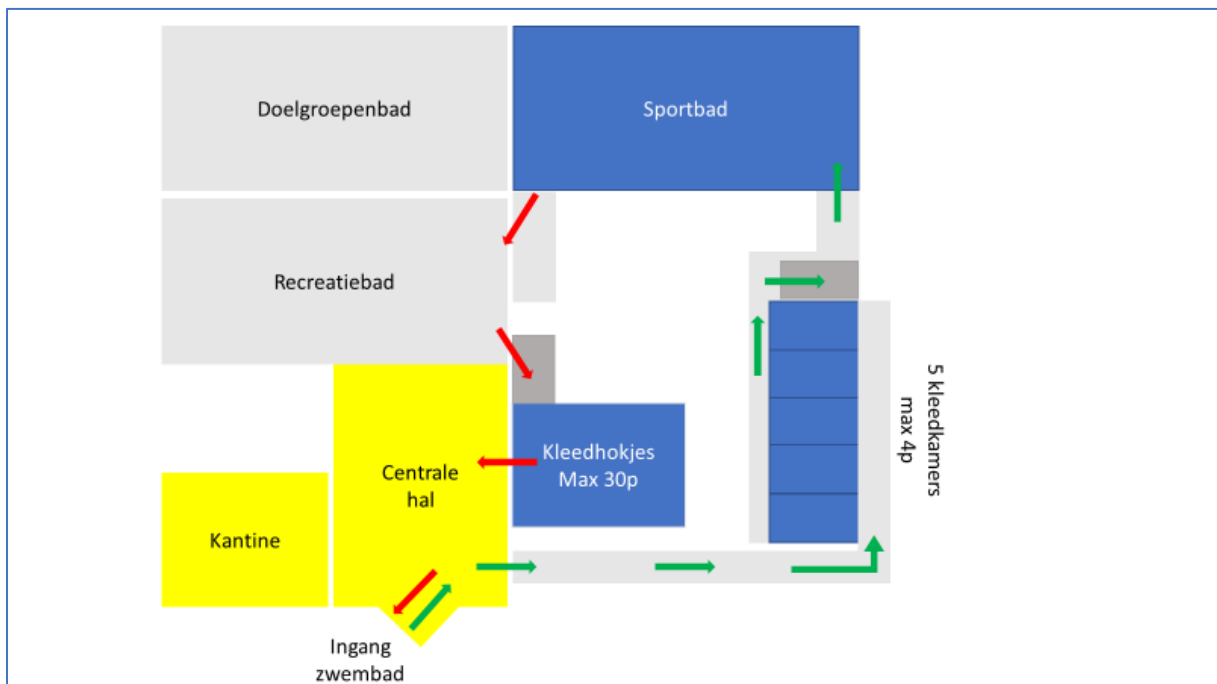 Doelgroepenbad
Sportbad
Recreatiebad
5 kleedkamers
max 4p
Kleedhokjes
Max 30p
Centrale
hal
Kantine
Ingang
zwembad